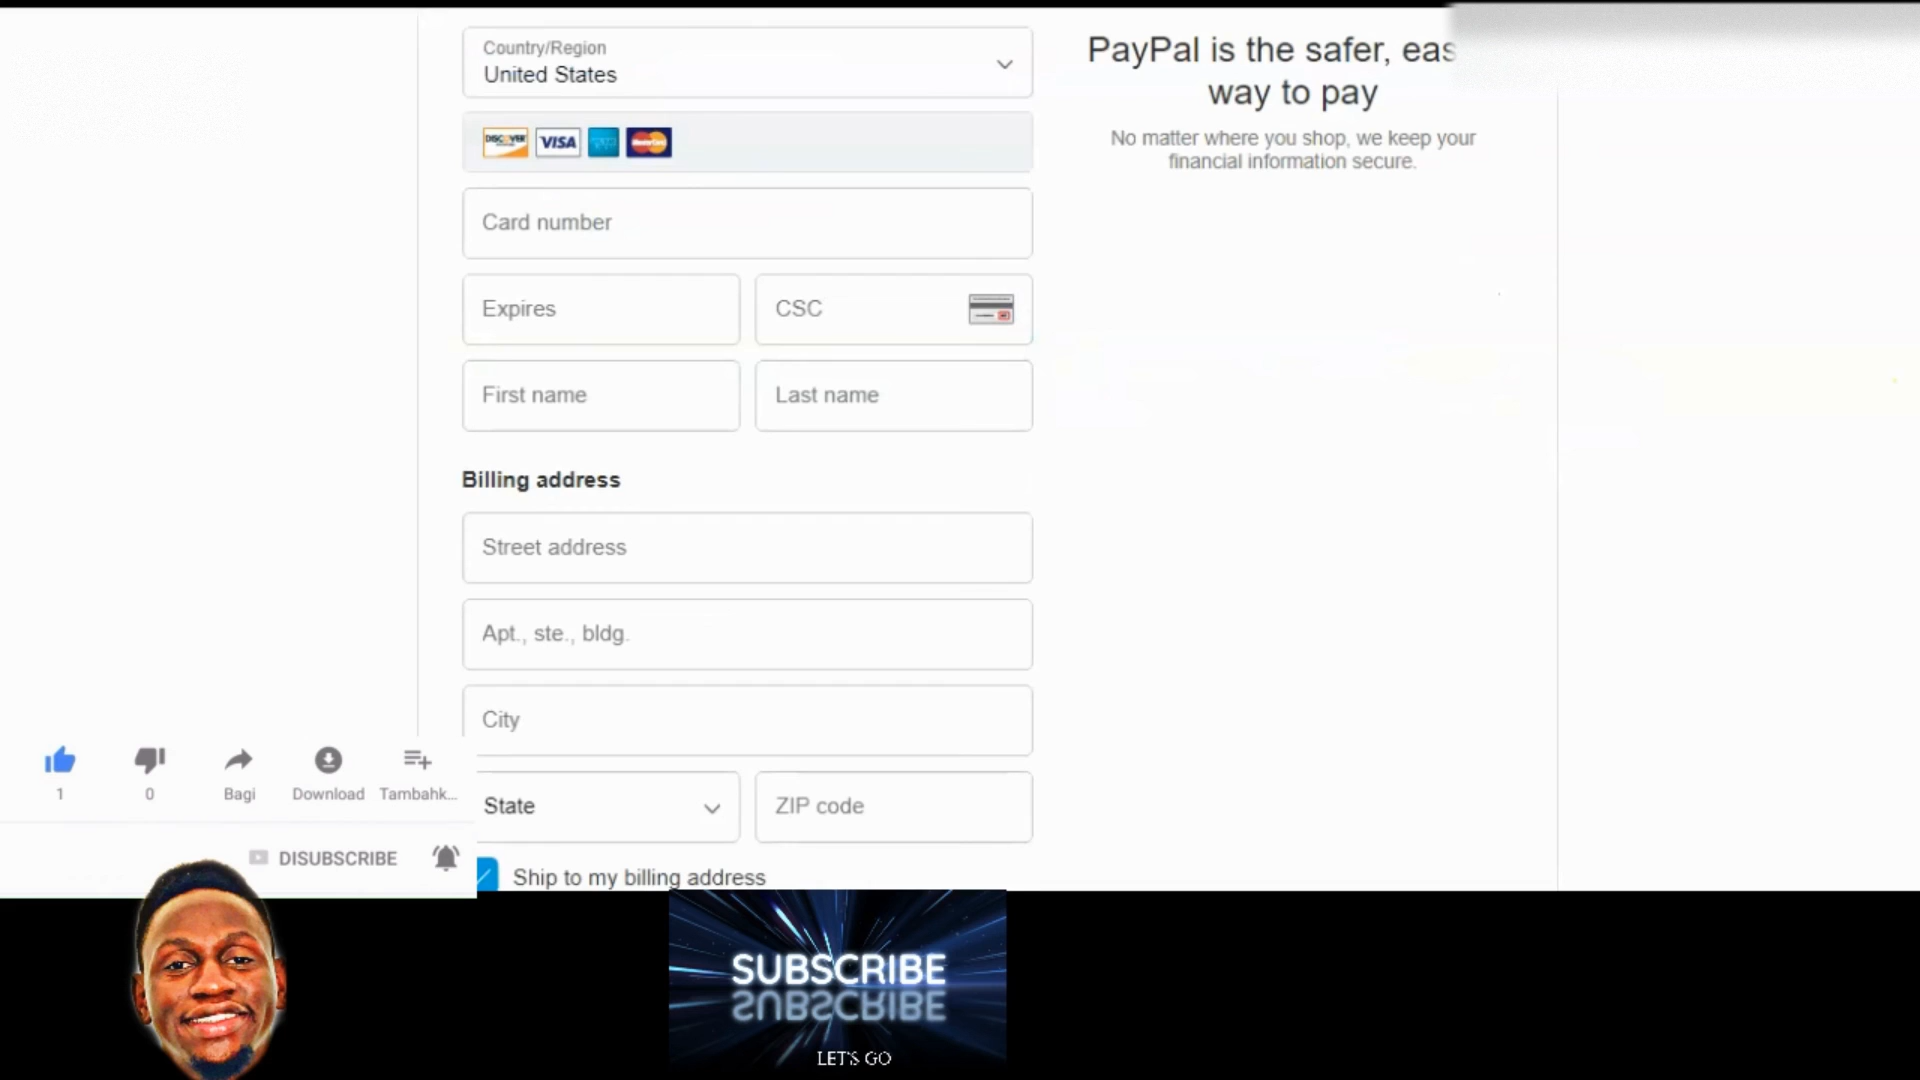 Country/Region
United States
DISCOVER VISA MasterCard
Card number
Expires
CSC
First name
Last name
Billing address
Street address
Apt., ste., bldg.
City
State
ZIP code
Ship to my billing address
PayPal is the safer, eas
way to pay
No matter where you shop, we keep your
financial information secure.
1
0
Bagi
Download
Tambahk...
DISUBSCRIBE
SUBSCRIBE
LET'S GO